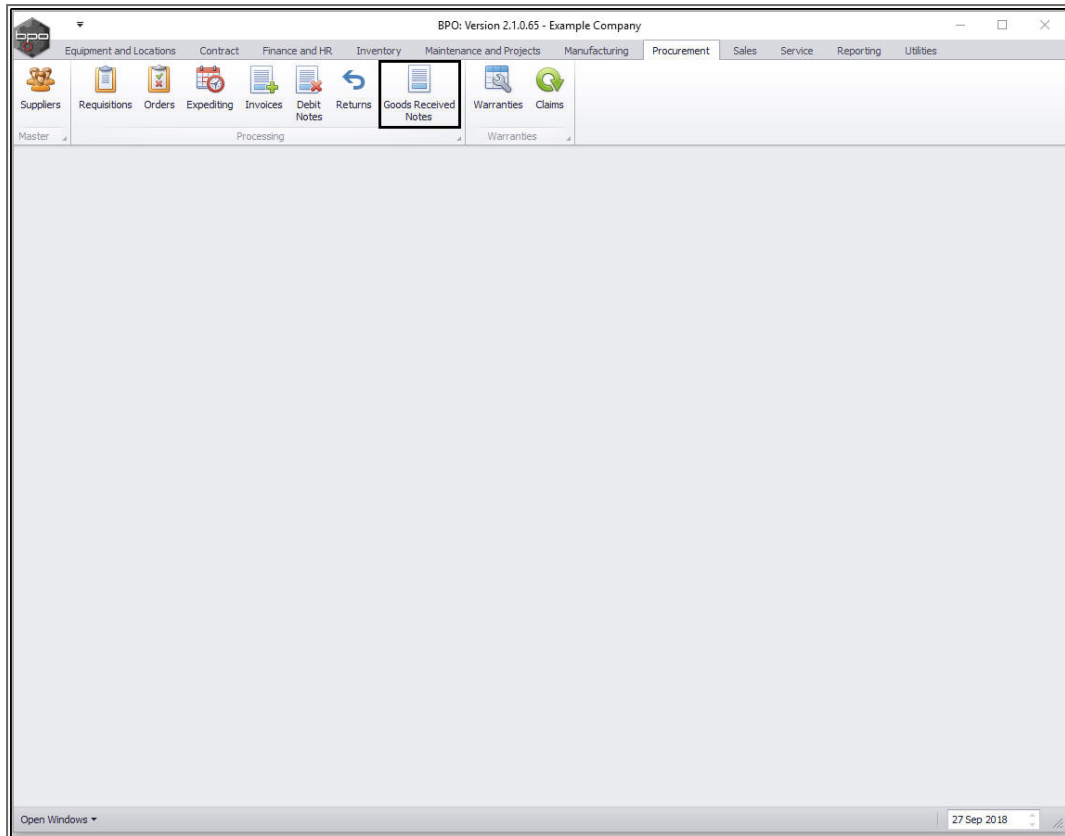 bpo
BPO: Version 2.1.0.65 - Example Company
Equipment and Locations Contract Finance and HR Inventory Maintenance and Projects Manufacturing Procurement Sales Service Reporting Utilities
Suppliers Requisitions Orders Expediting Invoices Debit Notes Returns Goods Received Notes Warranties Claims
Master Processing Warranties
Open Windows 27 Sep 2018